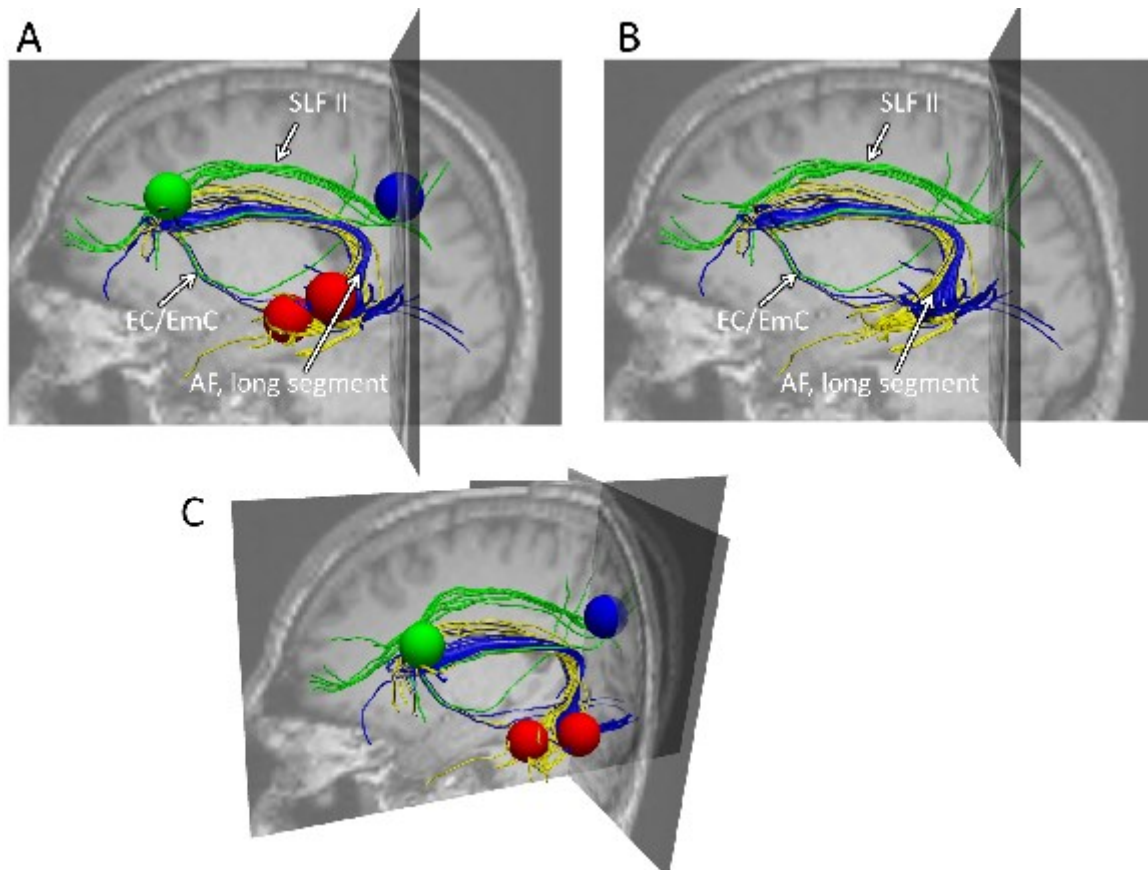 A
B
SLF II
SLF II
EC/EmC
EC/EmC
AF, long segment
AF, long segment
C